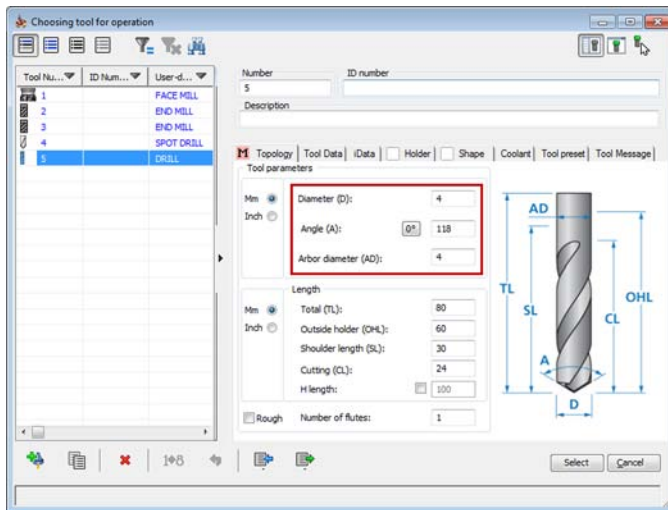 Choosing tool for operation
Tool Nu... ID Num... User-d...
1 FACE MILL
2 END MILL
3 END MILL
4 SPOT DRILL
5 DRILL
Number ID number
5
Description
M Topology Tool Data iData Holder Shape Coolant Tool preset Tool Message
Tool parameters
Mm Diameter (D): 4
Inch
Angle (A): 0° 118
Arbor diameter (AD): 4
Length
Mm Total (TL): 80
Inch Outside holder (OHL): 60
Shoulder length (SL): 30
Cutting (CL): 24
H length: 100
Rough Number of flutes: 1
AD
TL
SL
OHL
CL
A
D
Select Cancel